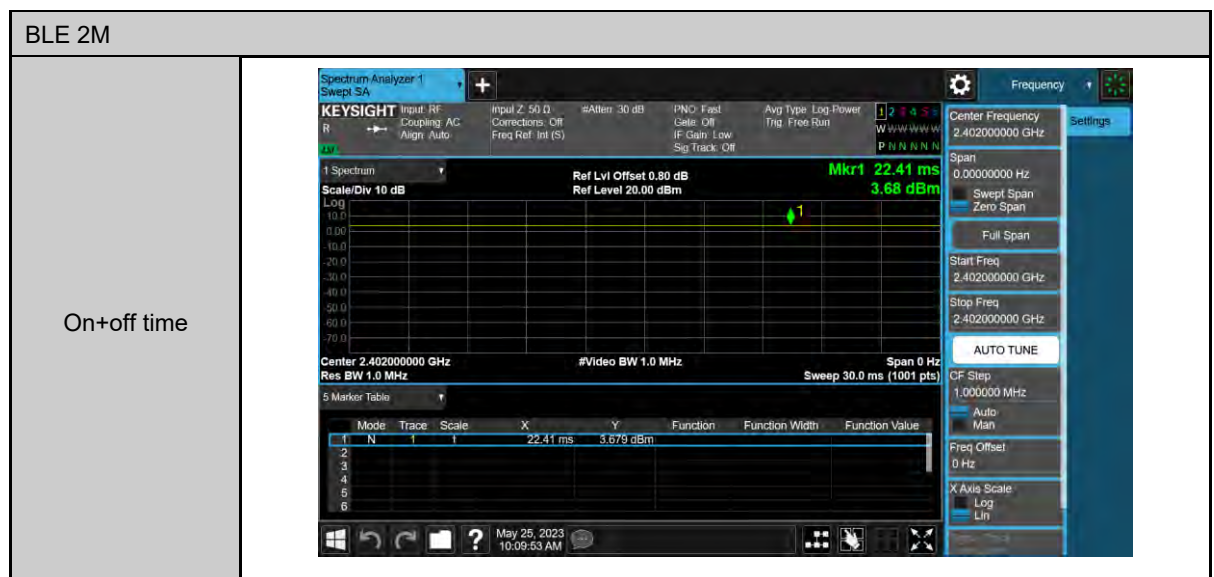 BLE 2M
On+off time
Spectrum Analyzer 1
Swept SA
Frequency
KEYSIGHT
R
Input: RF
Coupling: AC
Align: Auto
Input Z: 50 Ω
Corrections: Off
Freq Ref: Int (S)
#Atten: 30 dB
PNO: Fast
Gate: Off
IF Gain: Low
Sig Track: Off
Avg Type: Log-Power
Trig: Free Run
1 2 3 4 5 6
W W W W W W
P N N N N N
1 Spectrum
Scale/Div 10 dB
Ref Lvl Offset 0.80 dB
Ref Level 20.00 dBm
Mkr1 22.41 ms
3.68 dBm
Log
10.0
0.00
-10.0
-20.0
-30.0
-40.0
-50.0
-60.0
-70.0
1
Center 2.402000000 GHz
Res BW 1.0 MHz
#Video BW 1.0 MHz
Span 0 Hz
Sweep 30.0 ms (1001 pts)
5 Marker Table
Mode Trace Scale X Y Function Function Width Function Value
1 N 1 t 22.41 ms 3.679 dBm
2
3
4
5
6
May 25, 2023
10:09:53 AM
Center Frequency
2.402000000 GHz
Settings
Span
0.00000000 Hz
Swept Span
Zero Span
Full Span
Start Freq
2.402000000 GHz
Stop Freq
2.402000000 GHz
AUTO TUNE
CF Step
1.000000 MHz
Auto
Man
Freq Offset
0 Hz
X Axis Scale
Log
Lin